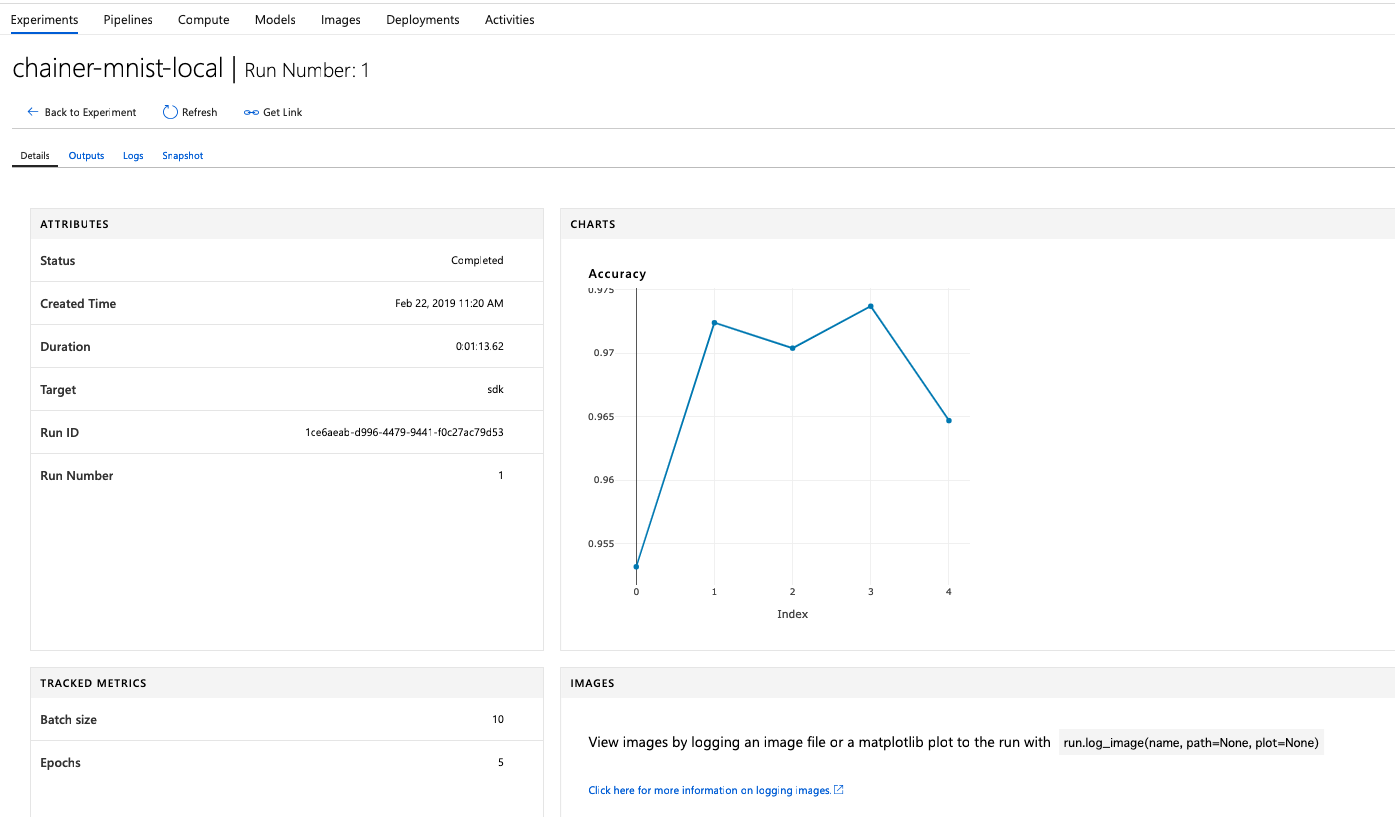 Experiments Pipelines Compute Models Images Deployments Activities
chainer-mnist-local | Run Number: 1
Back to Experiment Refresh Get Link
Details Outputs Logs Snapshot
ATTRIBUTES
Status Completed
Created Time Feb 22, 2019 11:20 AM
Duration 0:01:13.62
Target sdk
Run ID 1ce6aeab-d996-4479-9441-f0c27ac79d53
Run Number 1
CHARTS
Accuracy
0.975
0.97
0.965
0.96
0.955
0 1 2 3 4
Index
TRACKED METRICS
Batch size 10
Epochs 5
IMAGES
View images by logging an image file or a matplotlib plot to the run with run.log_image(name, path=None, plot=None)
Click here for more information on logging images.